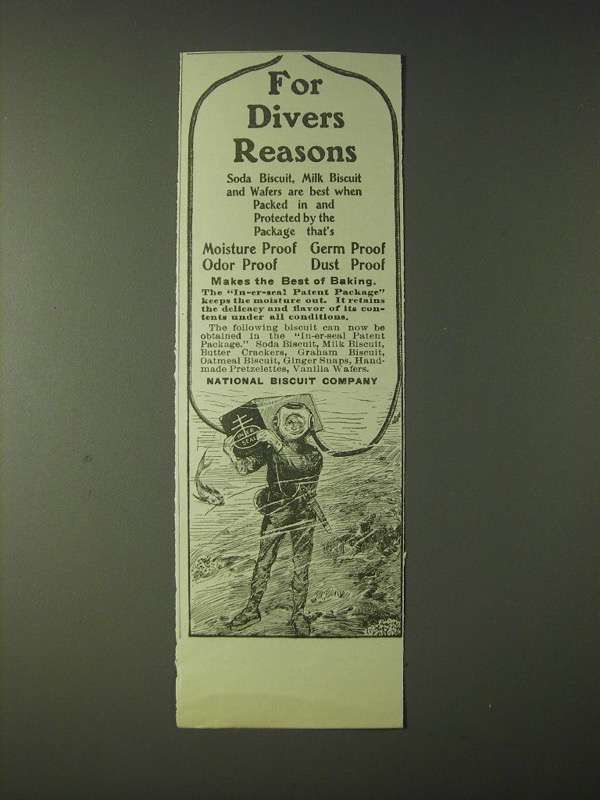 For
Divers
Reasons
Soda Biscuit, Milk Biscuit
and Wafers are best when
Packed in and
Protected by the
Package that's
Moisture Proof Germ Proof
Odor Proof Dust Proof
Makes the Best of Baking.
The "In-er-seal Patent Package"
keeps the moisture out. It retains
the delicacy and flavor of its con-
tents under all conditions.
The following biscuit can now be
obtained in the "In-er-seal Patent
Package." Soda Biscuit, Milk Biscuit,
Butter Crackers, Graham Biscuit,
Oatmeal Biscuit, Ginger Snaps, Hand-
made Pretzelettes, Vanilla Wafers.
NATIONAL BISCUIT COMPANY
IN-ER
SEAL